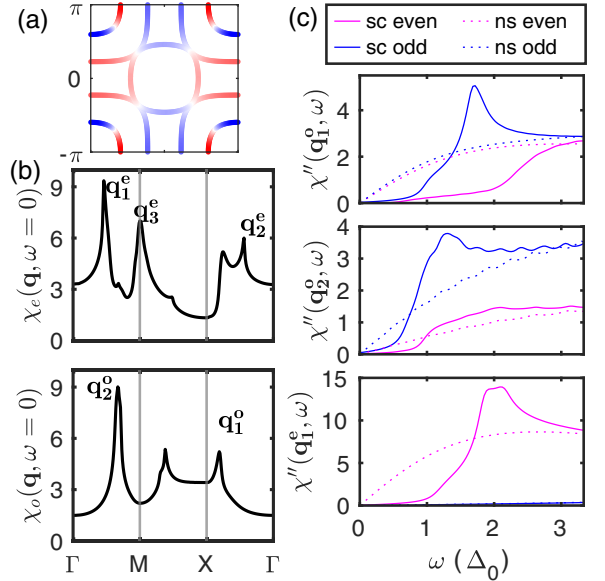 (a)
π
0
-π
(b)
χₑ(q, ω = 0)
9
6
3
0
q₁ᵉ
q₃ᵉ
q₂ᵉ
χₒ(q, ω = 0)
9
6
3
0
q₂ᵒ
q₁ᵒ
Γ M X Γ
(c)
sc even ns even
sc odd ns odd
χ″(q₁ᵒ, ω)
4
2
0
χ″(q₂ᵒ, ω)
4
3
2
1
0
χ″(q₁ᵉ, ω)
15
10
5
0
0 1 2 3
ω (Δ₀)